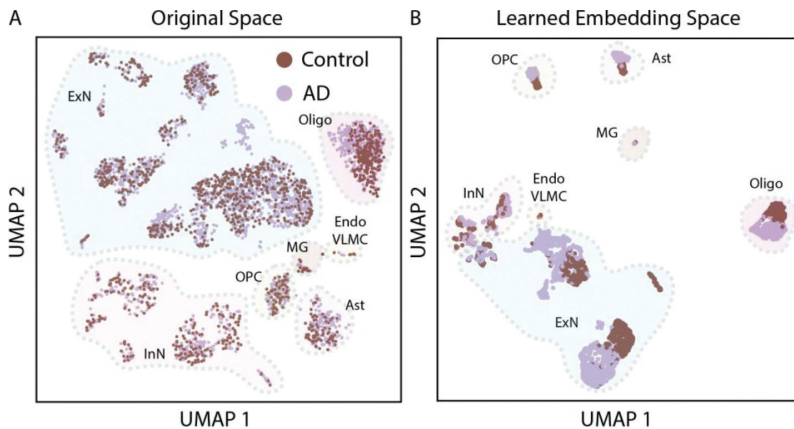 A
Original Space
Control
AD
ExN
Oligo
Endo
VLMC
MG
OPC
Ast
InN
UMAP 2
UMAP 1
B
Learned Embedding Space
OPC
Ast
MG
InN
Endo
VLMC
Oligo
ExN
UMAP 2
UMAP 1